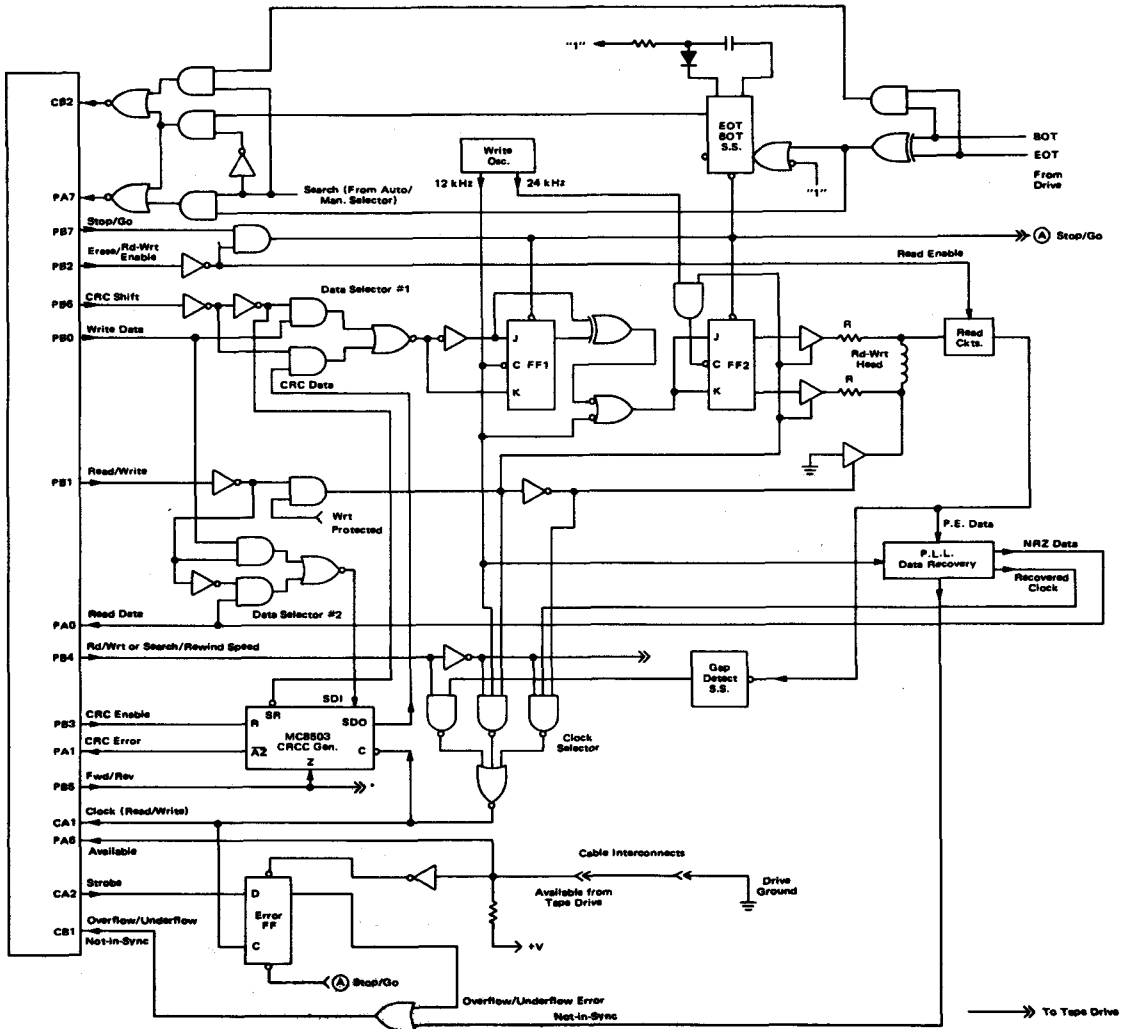 "1"
CB2
EOT
BOT
S.S.
Write
Osc.
BOT
EOT
From
Drive
12 kHz
24 kHz
"1"
PA7
Search (From Auto/
Man. Selector)
PB7
Stop/Go
A Stop/Go
PB2
Erase/Rd-Wrt
Enable
Read Enable
PB6
CRC Shift
Data Selector #1
PB0
Write Data
J
C FF1
K
J
C FF2
K
R
Rd-Wrt
Head
R
Read
Ckts.
CRC Data
PB1
Read/Write
Wrt
Protected
P.E. Data
P.L.L.
Data Recovery
NRZ Data
Recovered
Clock
PA0
Read Data
Data Selector #2
PB4
Rd/Wrt or Search/Rewind Speed
Gap
Detect
S.S.
SDI
SR
PB3
CRC Enable
R
SDO
MC8503
CRCC Gen.
PA1
CRC Error
AZ
C
Z
Clock
Selector
PB5
Fwd/Rev
CA1
Clock (Read/Write)
PA6
Available
Cable Interconnects
Available from
Tape Drive
Drive
Ground
CA2
Strobe
D
Error
FF
C
+V
CB1
Overflow/Underflow
Not-in-Sync
A Stop/Go
Overflow/Underflow Error
Not-in-Sync
To Tape Drive